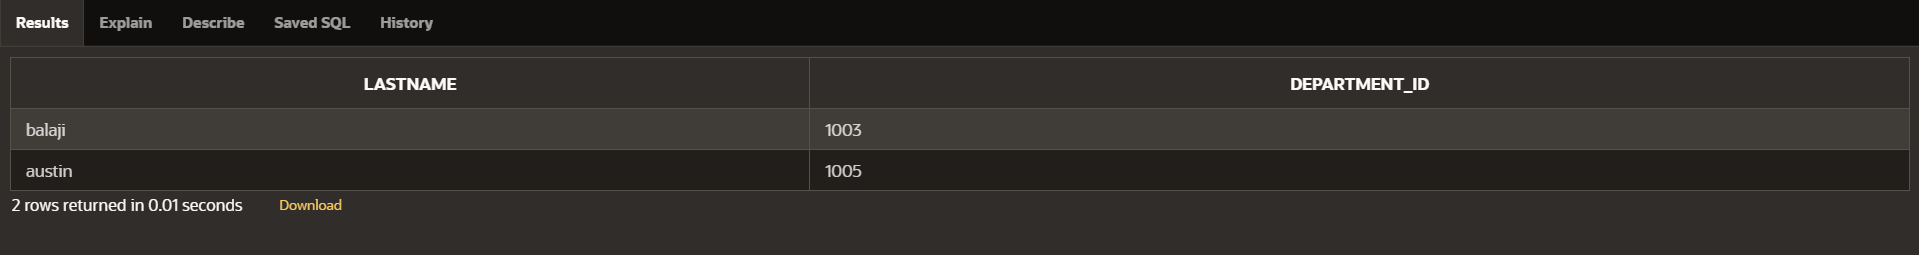 Results Explain Describe Saved SQL History
LASTNAME DEPARTMENT_ID
balaji 1003
austin 1005
2 rows returned in 0.01 seconds Download